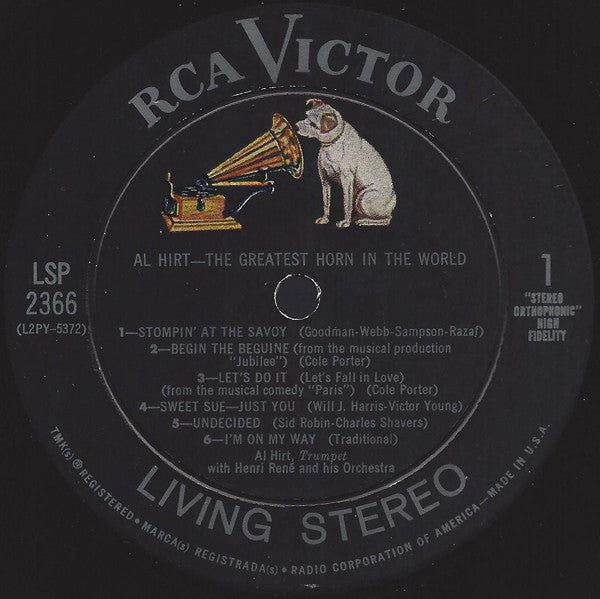 RCA VICTOR
AL HIRT—THE GREATEST HORN IN THE WORLD
LSP
2366
(L2PY-5372)
1
"STEREO
ORTHOPHONIC"
HIGH
FIDELITY
1—STOMPIN' AT THE SAVOY (Goodman-Webb-Sampson-Razaf)
2—BEGIN THE BEGUINE (from the musical production
"Jubilee") (Cole Porter)
3—LET'S DO IT (Let's Fall in Love)
(from the musical comedy "Paris") (Cole Porter)
4—SWEET SUE—JUST YOU (Will J. Harris-Victor Young)
5—UNDECIDED (Sid Robin-Charles Shavers)
6—I'M ON MY WAY (Traditional)
Al Hirt, Trumpet
with Henri René and his Orchestra
LIVING STEREO
TMK(s) ® REGISTERED • MARCA(s) REGISTRADA(s) • RADIO CORPORATION OF AMERICA—MADE IN U.S.A.